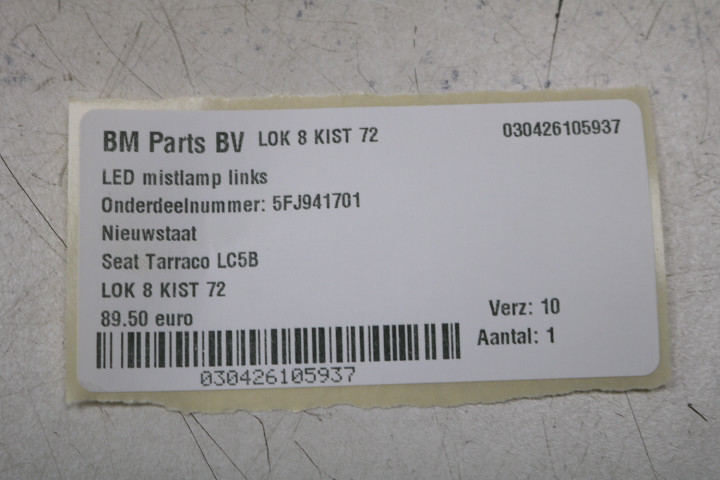 BM Parts BV LOK 8 KIST 72 030426105937
LED mistlamp links
Onderdeelnummer: 5FJ941701
Nieuwstaat
Seat Tarraco LC5B
LOK 8 KIST 72
89.50 euro
Verz: 10
Aantal: 1
030426105937